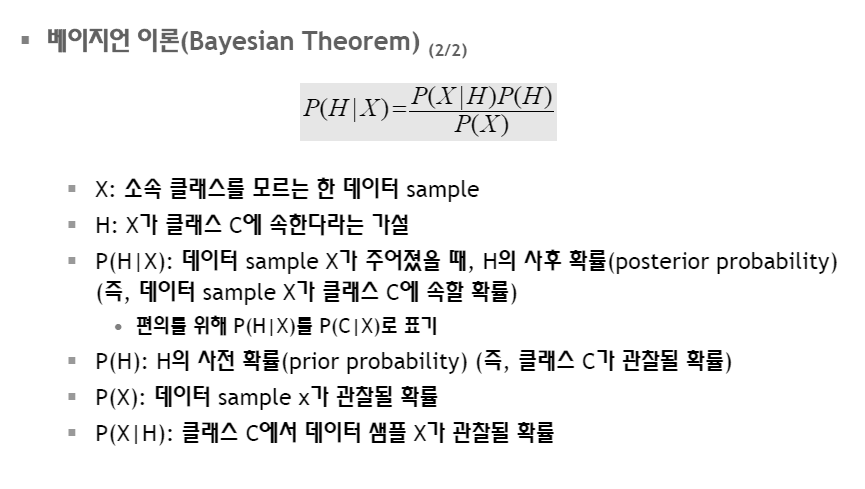 ▪ 베이지언 이론(Bayesian Theorem) (2/2)
P(H|X)=P(X|H)P(H)/P(X)
▪ X: 소속 클래스를 모르는 한 데이터 sample
▪ H: X가 클래스 C에 속한다라는 가설
▪ P(H|X): 데이터 sample X가 주어졌을 때, H의 사후 확률(posterior probability)
(즉, 데이터 sample X가 클래스 C에 속할 확률)
• 편의를 위해 P(H|X)를 P(C|X)로 표기
▪ P(H): H의 사전 확률(prior probability) (즉, 클래스 C가 관찰될 확률)
▪ P(X): 데이터 sample x가 관찰될 확률
▪ P(X|H): 클래스 C에서 데이터 샘플 X가 관찰될 확률